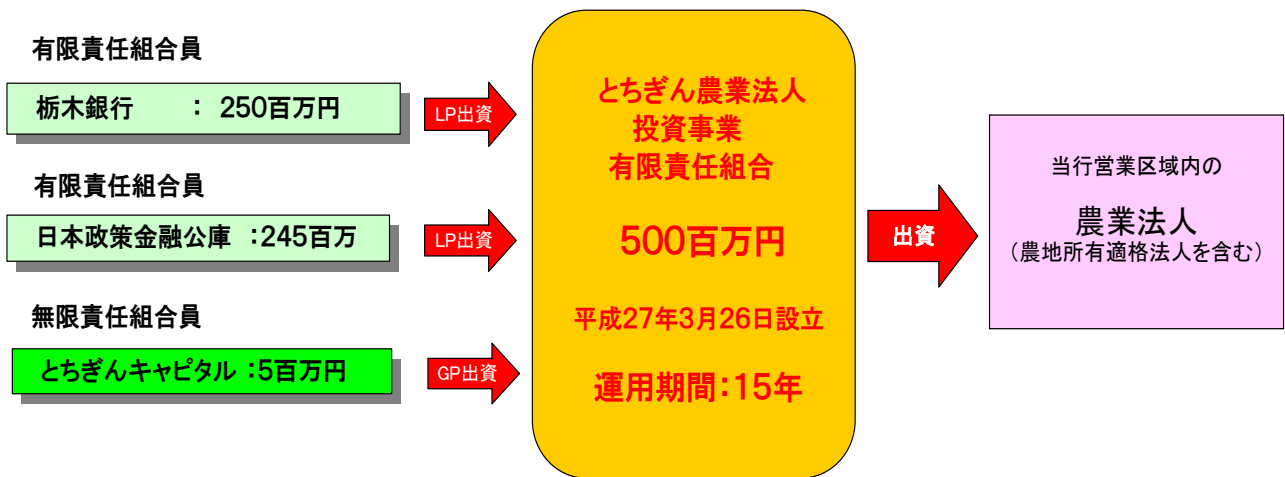 有限責任組合員
栃木銀行 : 250百万円
LP出資
有限責任組合員
日本政策金融公庫 :245百万
LP出資
無限責任組合員
とちぎんキャピタル :5百万円
GP出資
とちぎん農業法人
投資事業
有限責任組合
500百万円
平成27年3月26日設立
運用期間:15年
出資
当行営業区域内の
農業法人
(農地所有適格法人を含む)